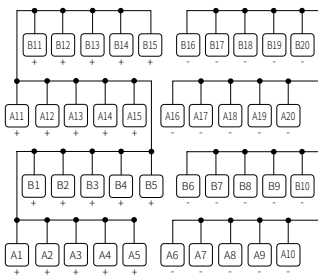 B11 B12 B13 B14 B15 B16 B17 B18 B19 B20
+ + + + + - - - - -
A11 A12 A13 A14 A15 A16 A17 A18 A19 A20
+ + + + + - - - - -
B1 B2 B3 B4 B5 B6 B7 B8 B9 B10
+ + + + + - - - - -
A1 A2 A3 A4 A5 A6 A7 A8 A9 A10
+ + + + + - - - - -